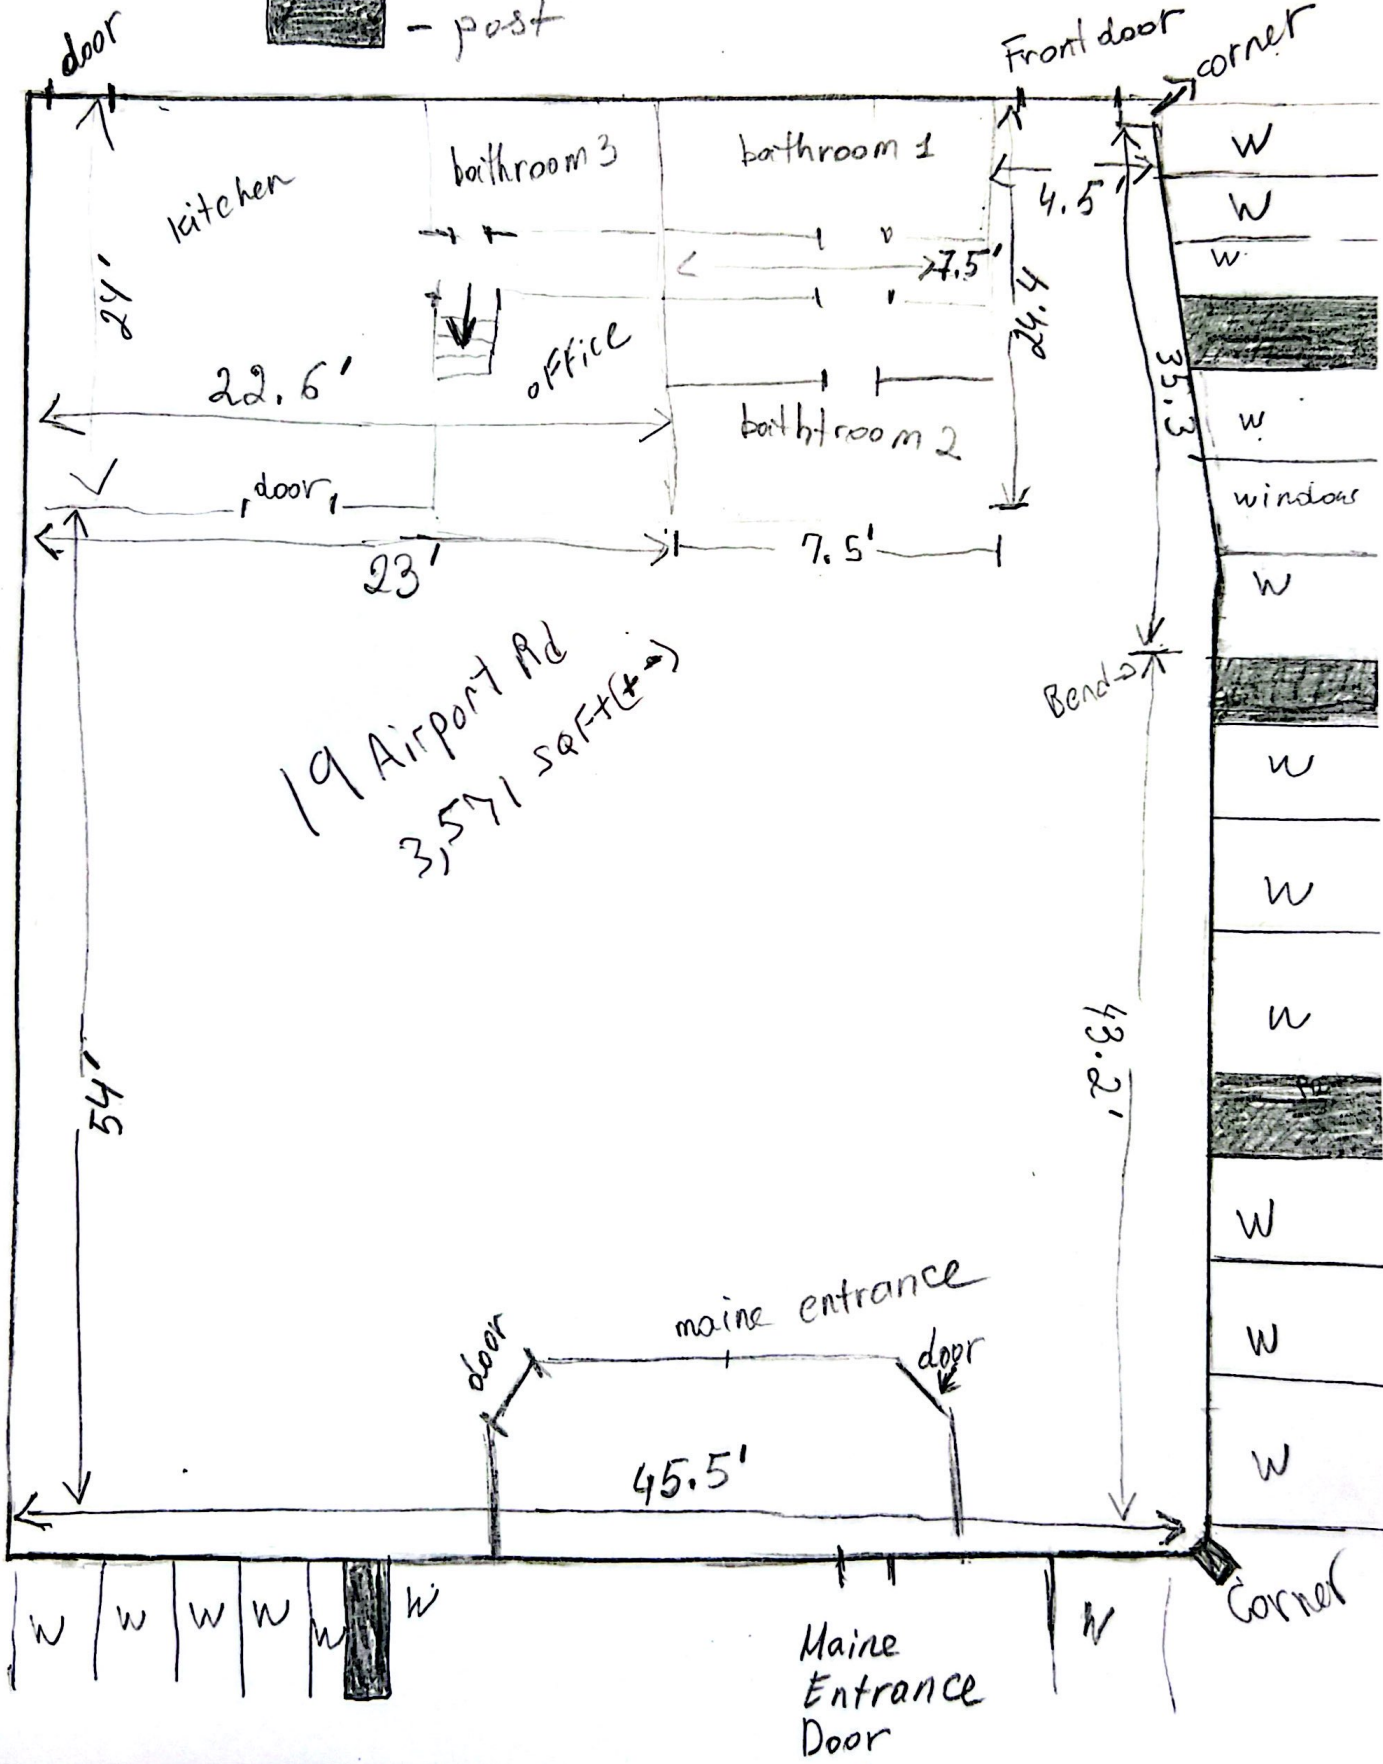 - post
door
Front door
corner
kitchen
bathroom 3
bathroom 1
4.5'
W
W
W
7.5'
24'
24.4
35.3'
office
22.6'
W
bathtroom 2
door
windows
23'
7.5'
W
Bend→
19 Airport Rd
3,571 sqft(+-)
W
W
W
43.2'
54'
W
maine entrance
door
door
W
45.5'
W
Corner
W
W
W
W
W
W
W
Maine
Entrance
Door